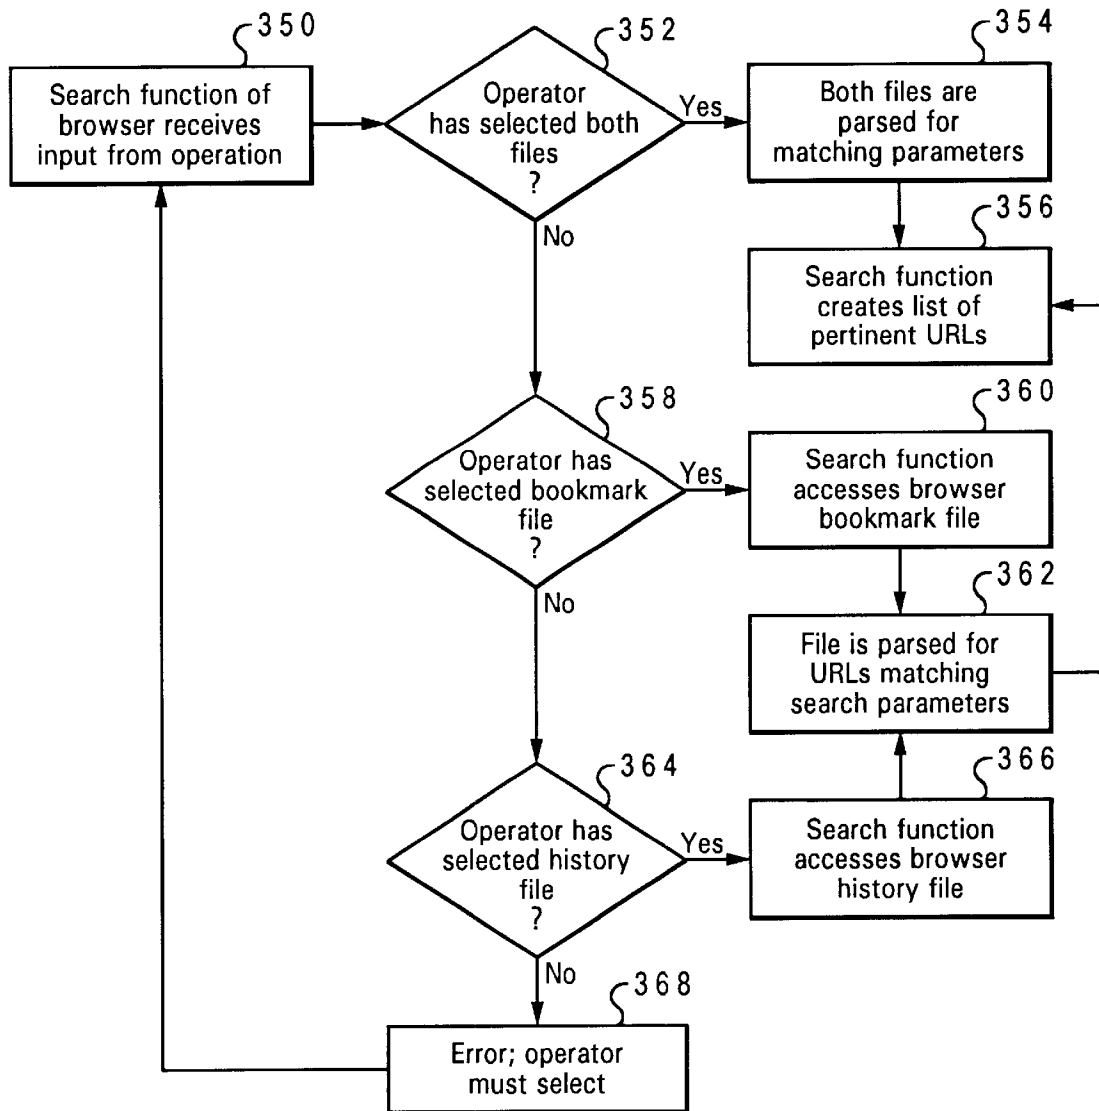 350
Search function of
browser receives
input from operation
352
Operator
has selected both
files
?
Yes
No
354
Both files are
parsed for
matching parameters
356
Search function
creates list of
pertinent URLs
358
Operator has
selected bookmark
file
?
Yes
No
360
Search function
accesses browser
bookmark file
362
File is parsed for
URLs matching
search parameters
364
Operator has
selected history
file
?
Yes
No
366
Search function
accesses browser
history file
368
Error; operator
must select